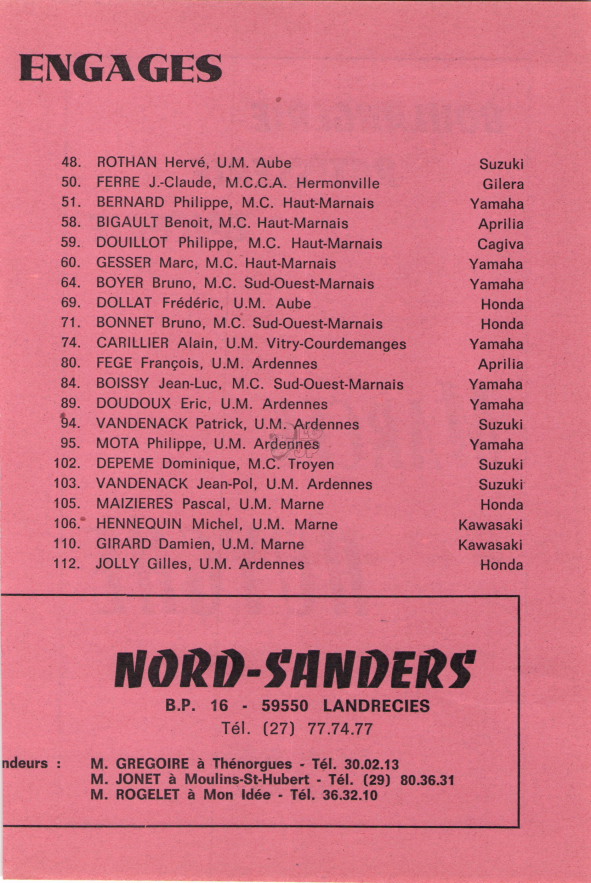 ENGAGES
48. ROTHAN Hervé, U.M. Aube Suzuki
50. FERRE J.-Claude, M.C.C.A. Hermonville Gilera
51. BERNARD Philippe, M.C. Haut-Marnais Yamaha
58. BIGAULT Benoit, M.C. Haut-Marnais Aprilia
59. DOUILLOT Philippe, M.C. Haut-Marnais Cagiva
60. GESSER Marc, M.C. Haut-Marnais Yamaha
64. BOYER Bruno, M.C. Sud-Ouest-Marnais Yamaha
69. DOLLAT Frédéric, U.M. Aube Honda
71. BONNET Bruno, M.C. Sud-Ouest-Marnais Honda
74. CARILLIER Alain, U.M. Vitry-Courdemanges Yamaha
80. FEGE François, U.M. Ardennes Aprilia
84. BOISSY Jean-Luc, M.C. Sud-Ouest-Marnais Yamaha
89. DOUDOUX Eric, U.M. Ardennes Yamaha
94. VANDENACK Patrick, U.M. Ardennes Suzuki
95. MOTA Philippe, U.M. Ardennes Yamaha
102. DEPEME Dominique, M.C. Troyen Suzuki
103. VANDENACK Jean-Pol, U.M. Ardennes Suzuki
105. MAIZIERES Pascal, U.M. Marne Honda
106. HENNEQUIN Michel, U.M. Marne Kawasaki
110. GIRARD Damien, U.M. Marne Kawasaki
112. JOLLY Gilles, U.M. Ardennes Honda
NORD-SANDERS
B.P. 16 - 59550 LANDRECIES
Tél. (27) 77.74.77
ndeurs : M. GREGOIRE à Thénorgues - Tél. 30.02.13
M. JONET à Moulins-St-Hubert - Tél. (29) 80.36.31
M. ROGELET à Mon Idée - Tél. 36.32.10